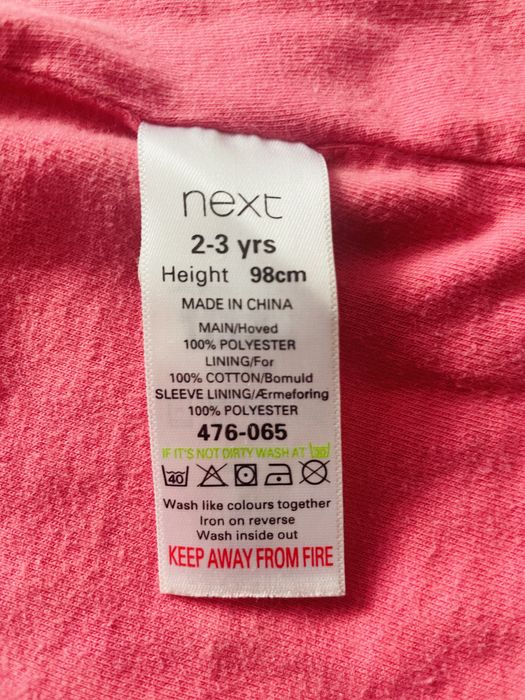 next
2-3 yrs
Height 98cm
MADE IN CHINA
MAIN/Hoved
100% POLYESTER
LINING/For
100% COTTON/Bomuld
SLEEVE LINING/Ærmeforing
100% POLYESTER
476-065
IF IT'S NOT DIRTY WASH AT 30
40
Wash like colours together
Iron on reverse
Wash inside out
KEEP AWAY FROM FIRE